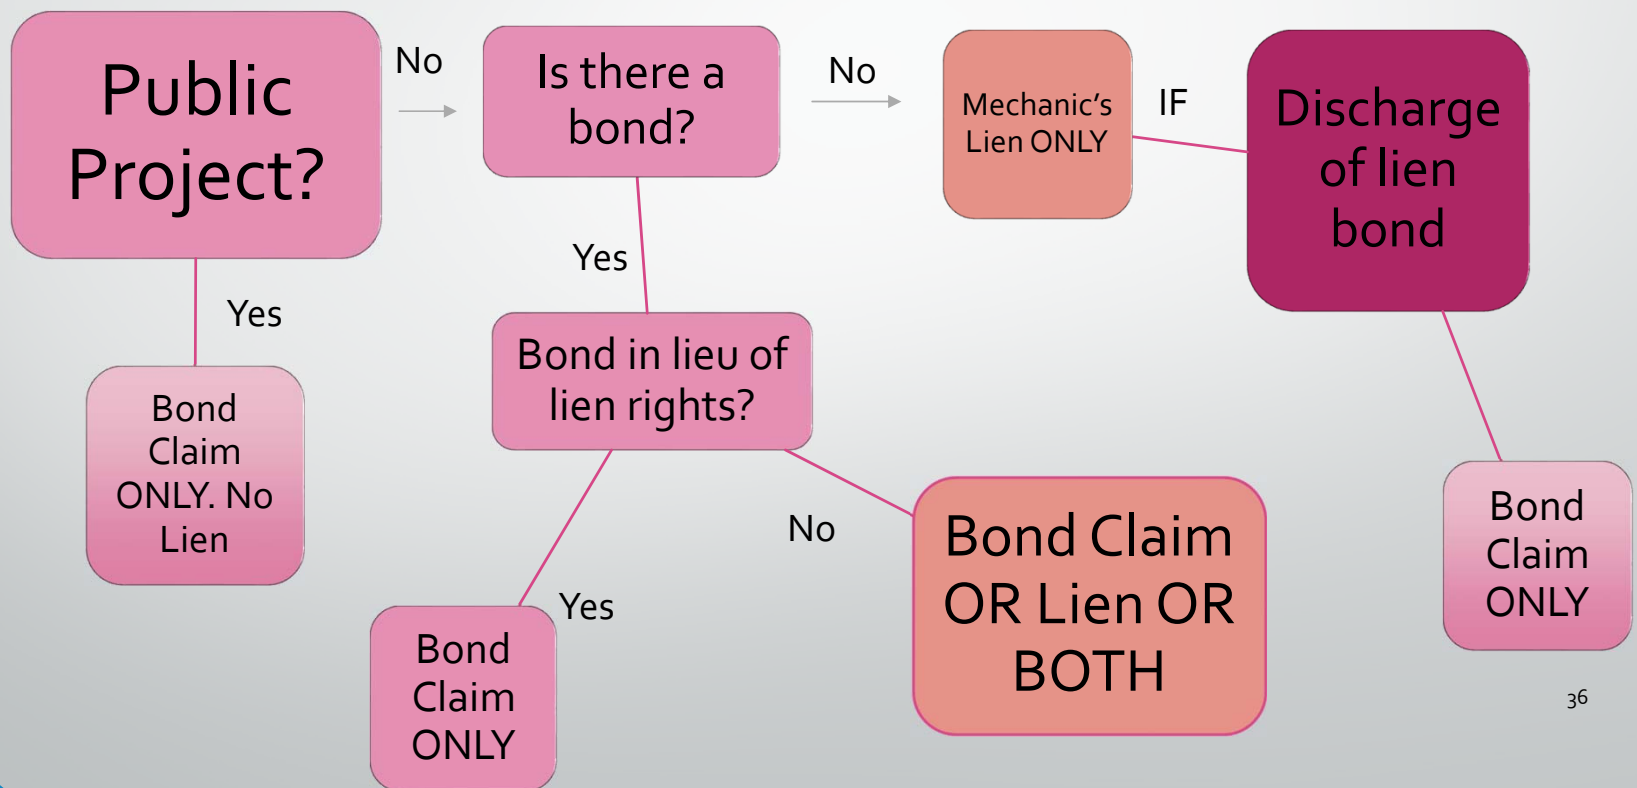 Public
Project?
No
Is there a
bond?
No
Mechanic’s
Lien ONLY
IF
Discharge
of lien
bond
Yes
Yes
Bond in lieu of
lien rights?
Bond
Claim
ONLY. No
Lien
No
Yes
Bond
Claim
ONLY
Bond Claim
OR Lien OR
BOTH
Bond
Claim
ONLY
36